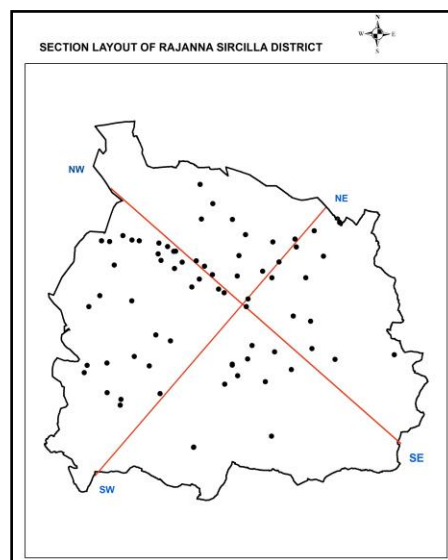 N
W E
S
SECTION LAYOUT OF RAJANNA SIRCILLA DISTRICT
NW
NE
SW
SE